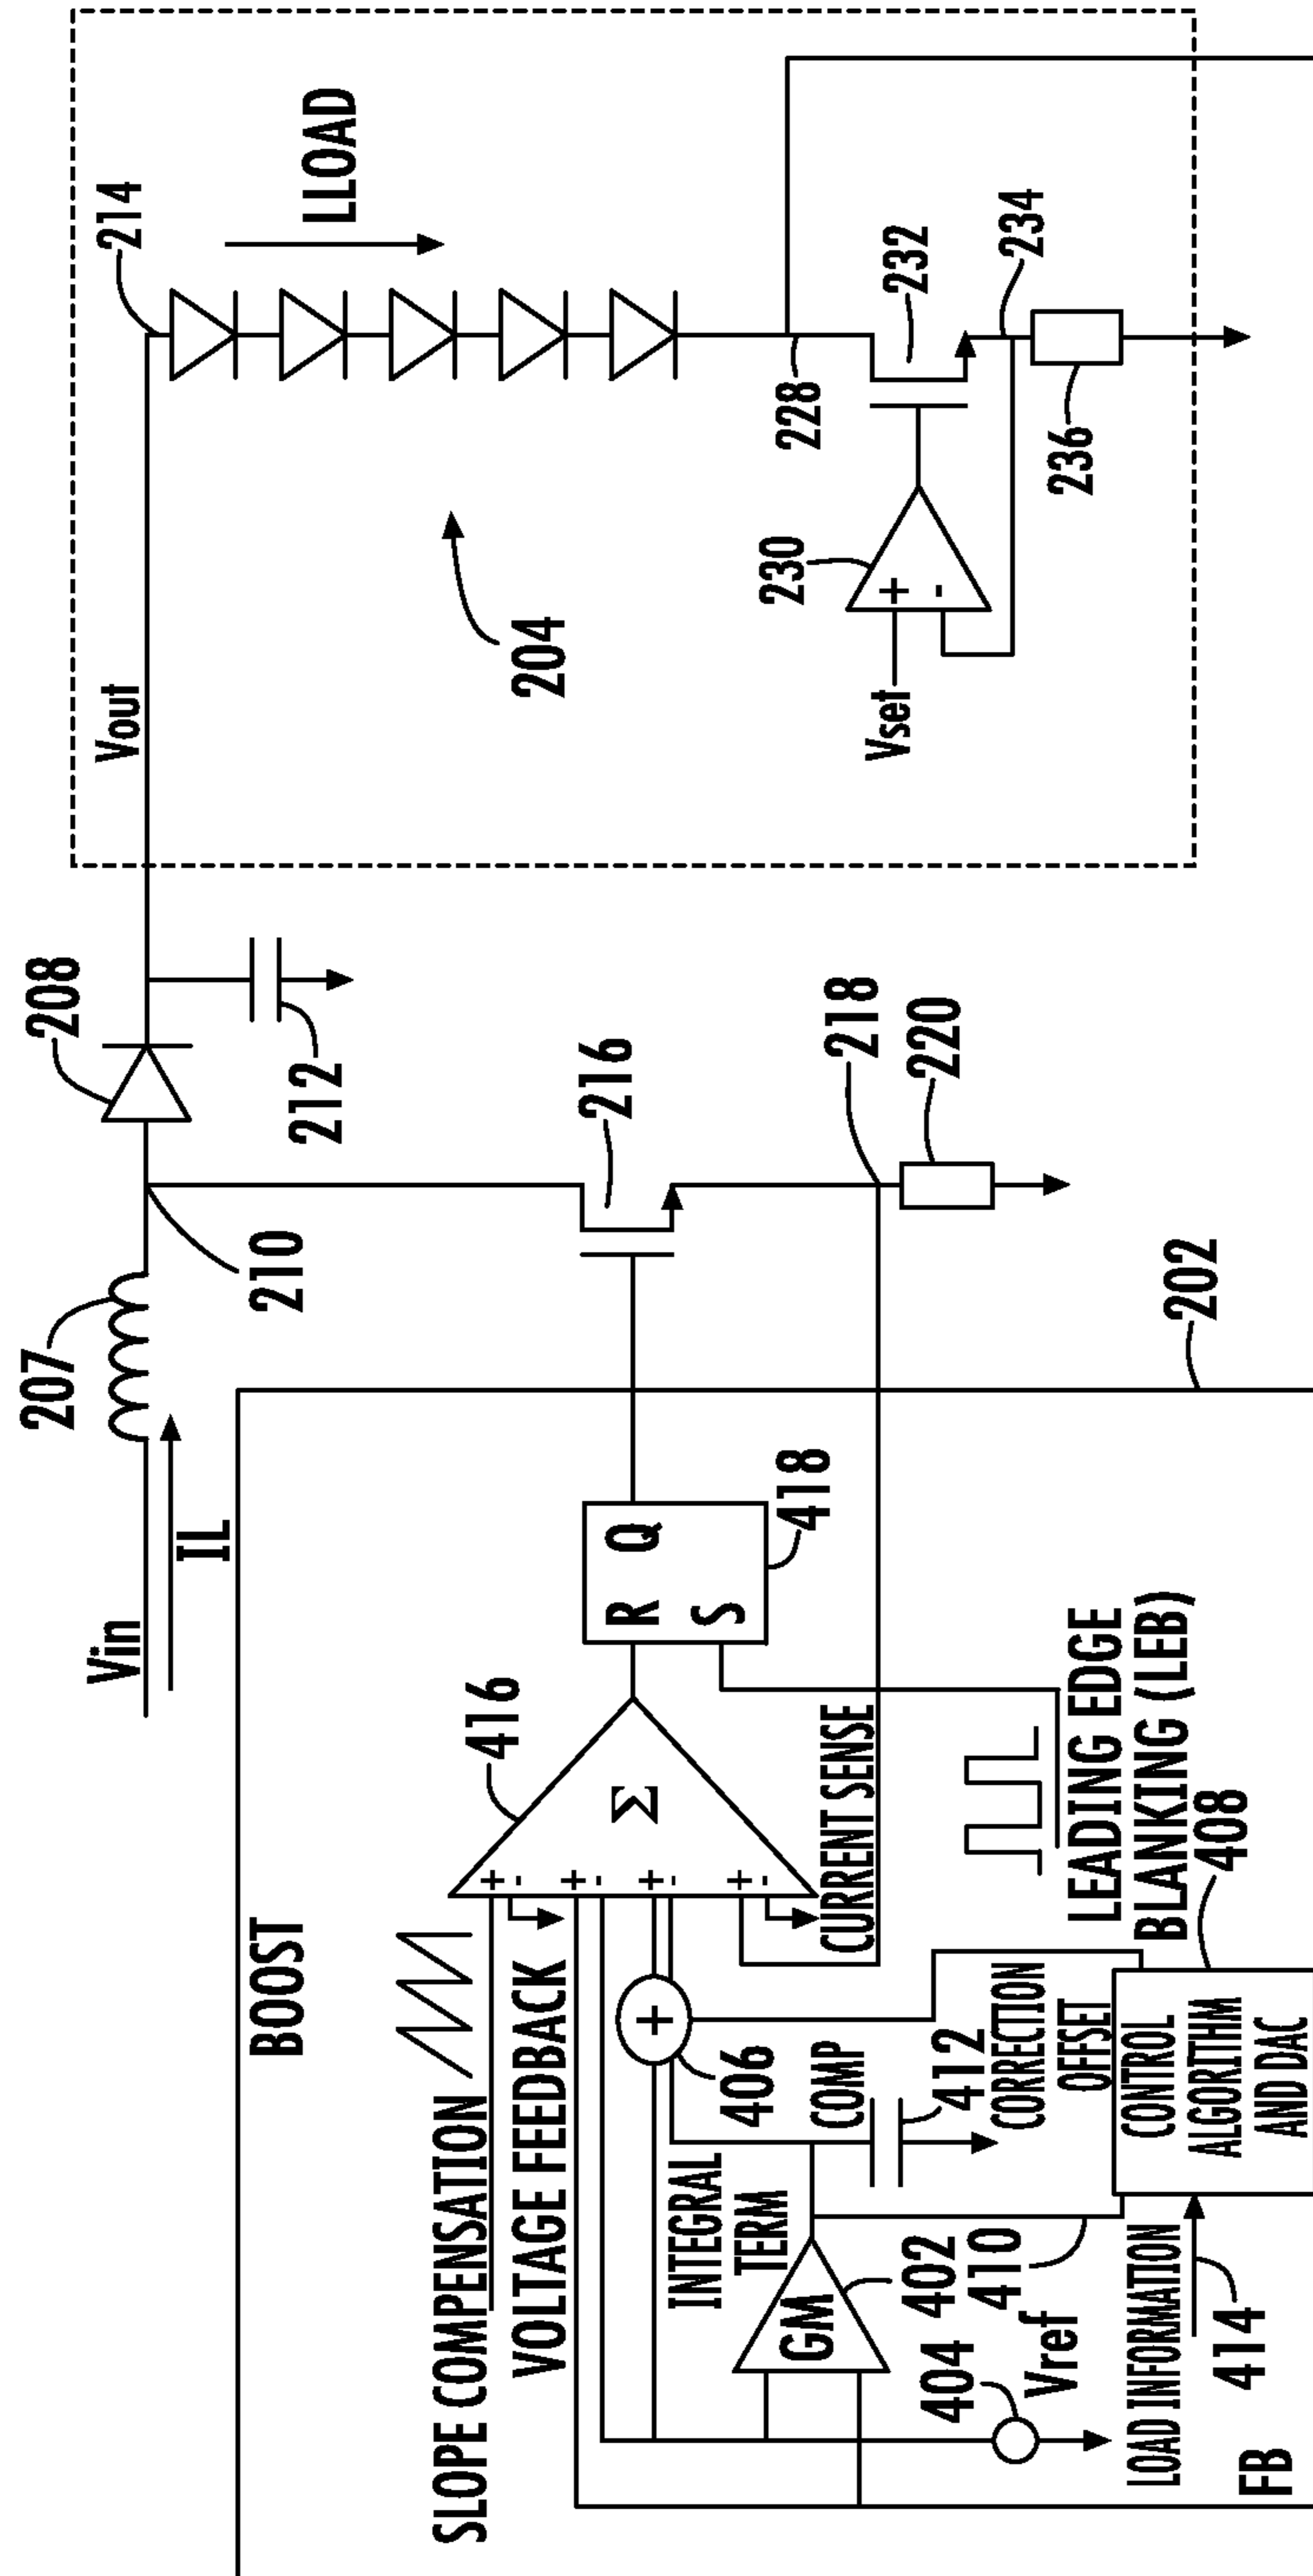 Vin
IL
207
210
208
212
Vout
214
LLOAD
204
228
232
230
+
-
Vset
234
236
216
218
220
202
BOOST
SLOPE COMPENSATION
VOLTAGE FEEDBACK
416
Σ
+
-
+
-
+
-
+
-
R Q
S
418
CURRENT SENSE
LEADING EDGE
BLANKING (LEB)
408
+
406
INTEGRAL
TERM
COMP
412
CORRECTION
OFFSET
GM
402
410
404
Vref
CONTROL
ALGORITHM
AND DAC
LOAD INFORMATION
414
FB